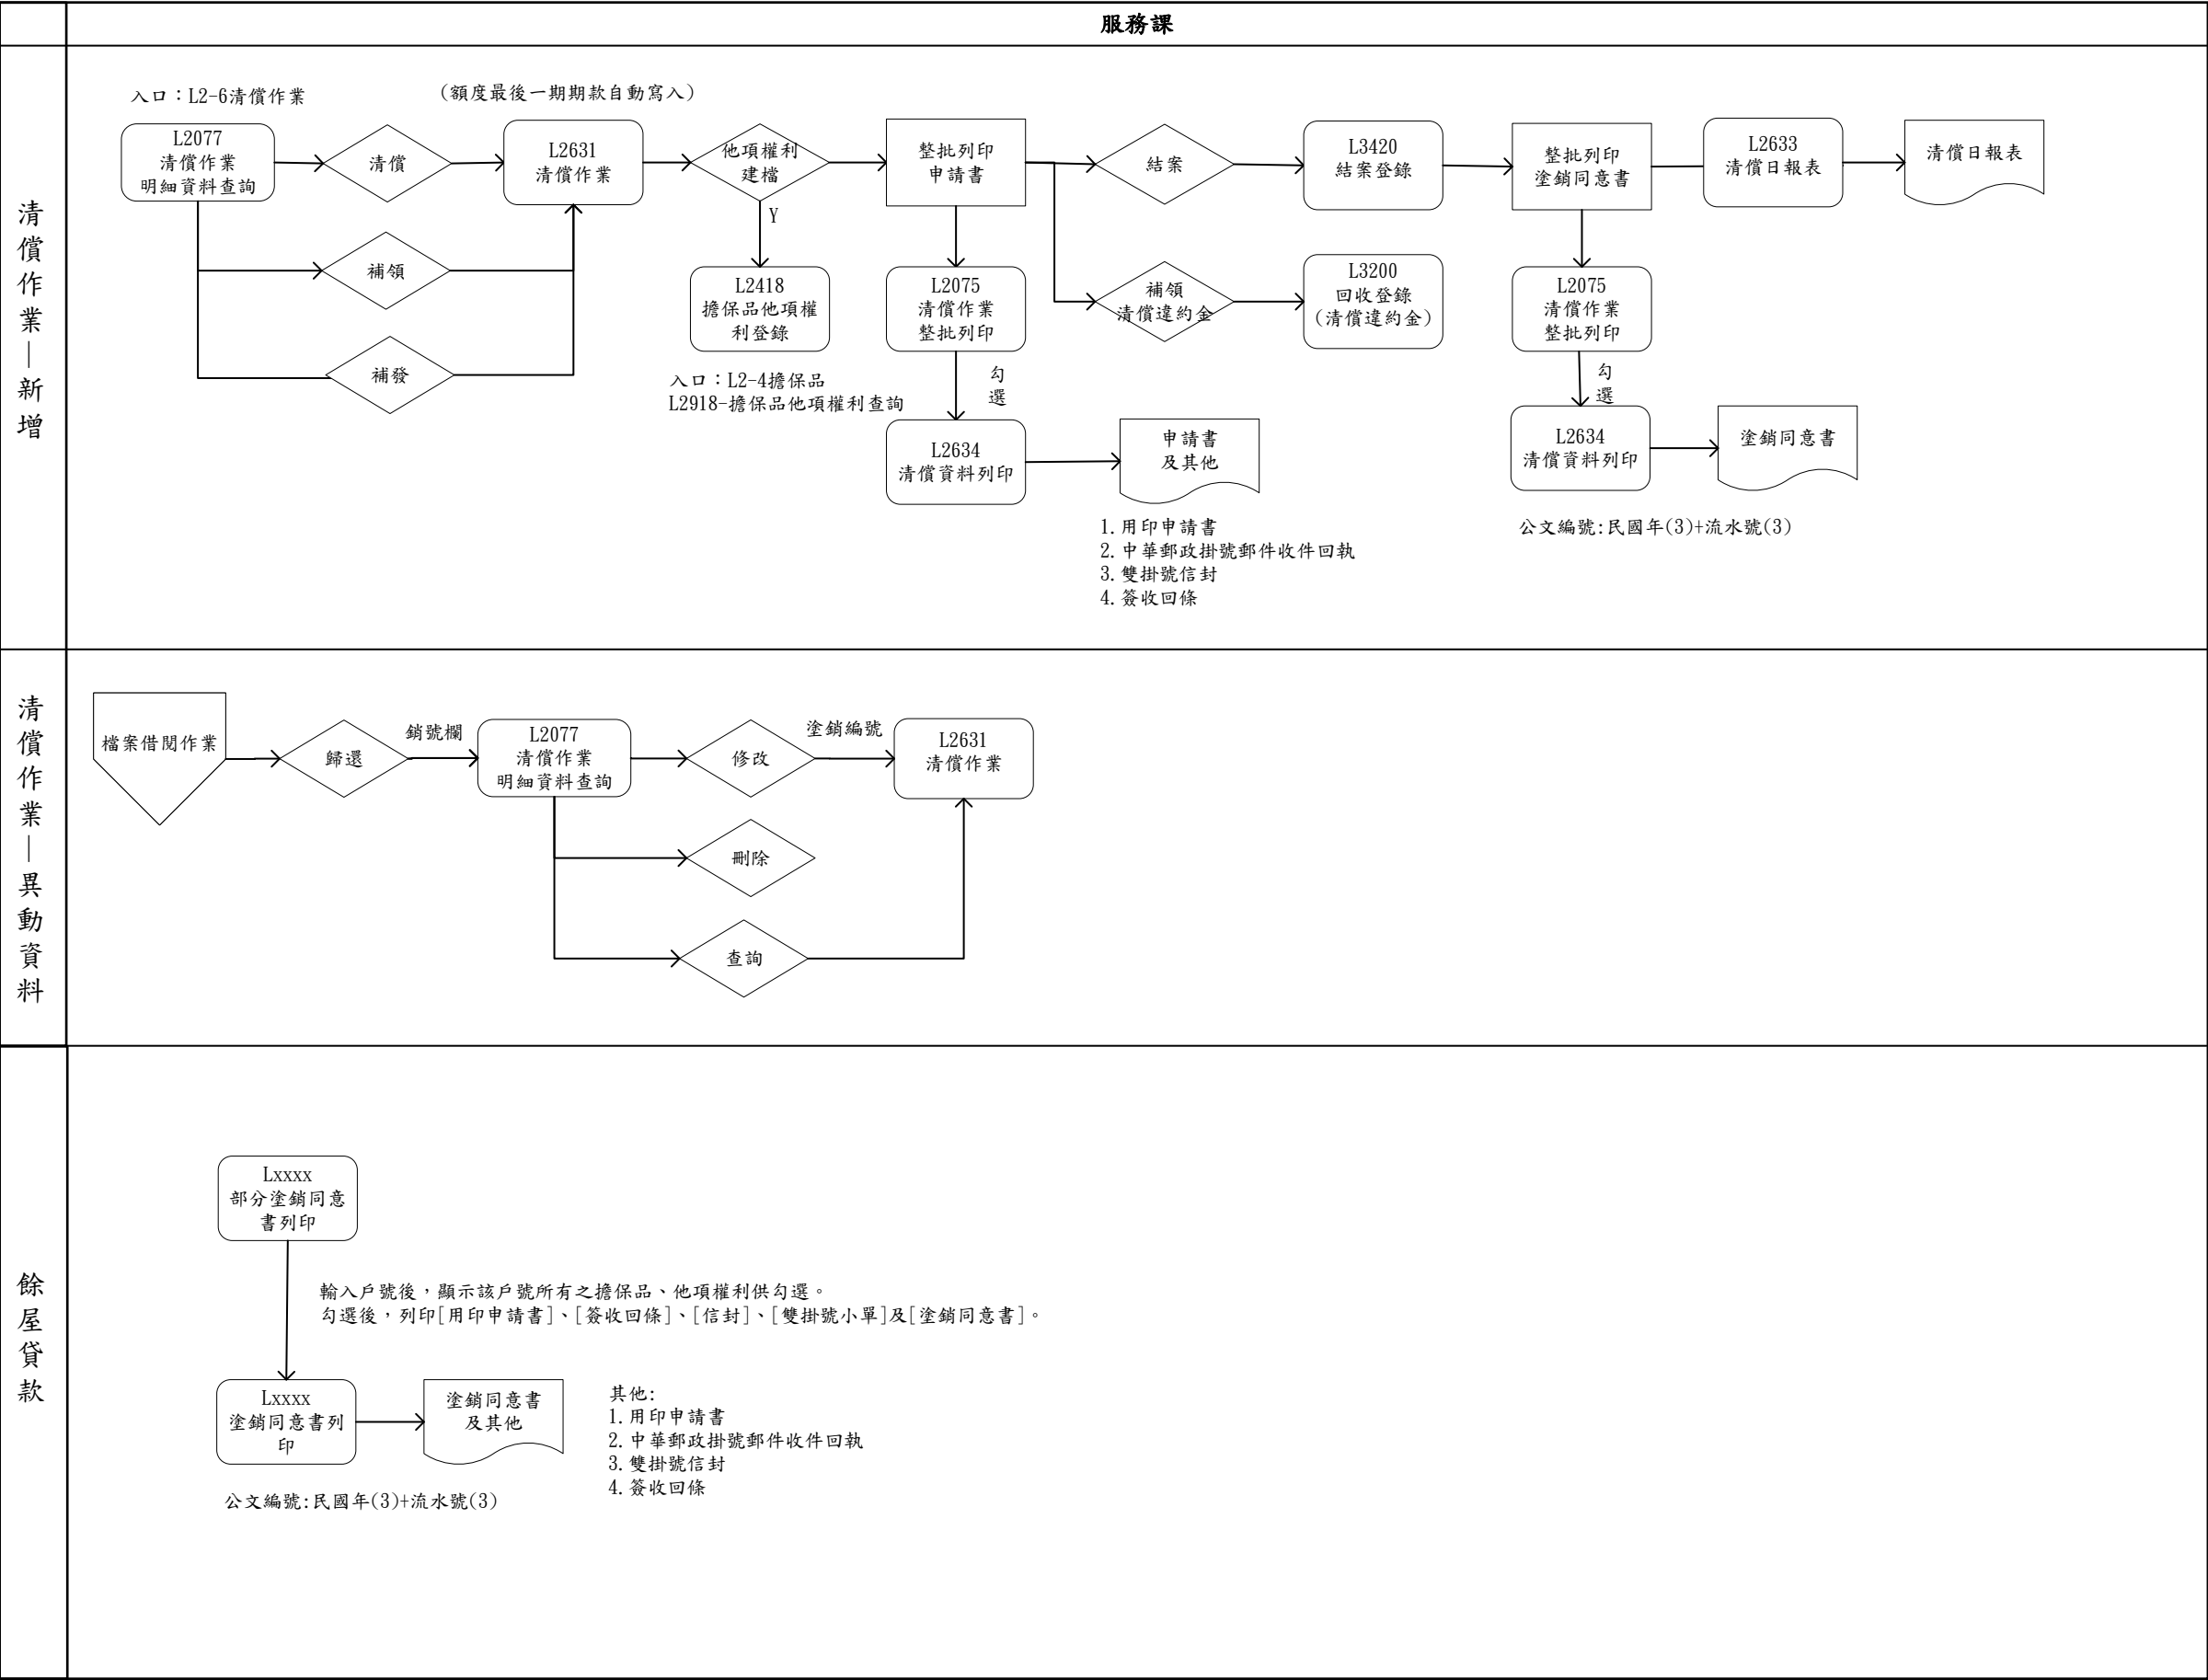 服務課
清償作業—新增
入口：L2-6清償作業
(額度最後一期期款自動寫入)
L2077
清償作業
明細資料查詢
清償
補領
補發
L2631
清償作業
他項權利
建檔
Y
L2418
擔保品他項權
利登錄
入口：L2-4擔保品
L2918-擔保品他項權利查詢
整批列印
申請書
L2075
清償作業
整批列印
勾
選
L2634
清償資料列印
申請書
及其他
1.用印申請書
2.中華郵政掛號郵件收件回執
3.雙掛號信封
4.簽收回條
結案
補領
清償違約金
L3420
結案登錄
L3200
回收登錄
(清償違約金)
整批列印
塗銷同意書
L2075
清償作業
整批列印
勾
選
L2634
清償資料列印
塗銷同意書
公文編號:民國年(3)+流水號(3)
L2633
清償日報表
清償日報表
清償作業—異動資料
檔案借閱作業
歸還
銷號欄
L2077
清償作業
明細資料查詢
修改
刪除
查詢
塗銷編號
L2631
清償作業
餘屋貸款
Lxxxx
部分塗銷同意
書列印
輸入戶號後，顯示該戶號所有之擔保品、他項權利供勾選。
勾選後，列印[用印申請書]、[簽收回條]、[信封]、[雙掛號小單]及[塗銷同意書]。
Lxxxx
塗銷同意書列
印
塗銷同意書
及其他
其他:
1.用印申請書
2.中華郵政掛號郵件收件回執
3.雙掛號信封
4.簽收回條
公文編號:民國年(3)+流水號(3)